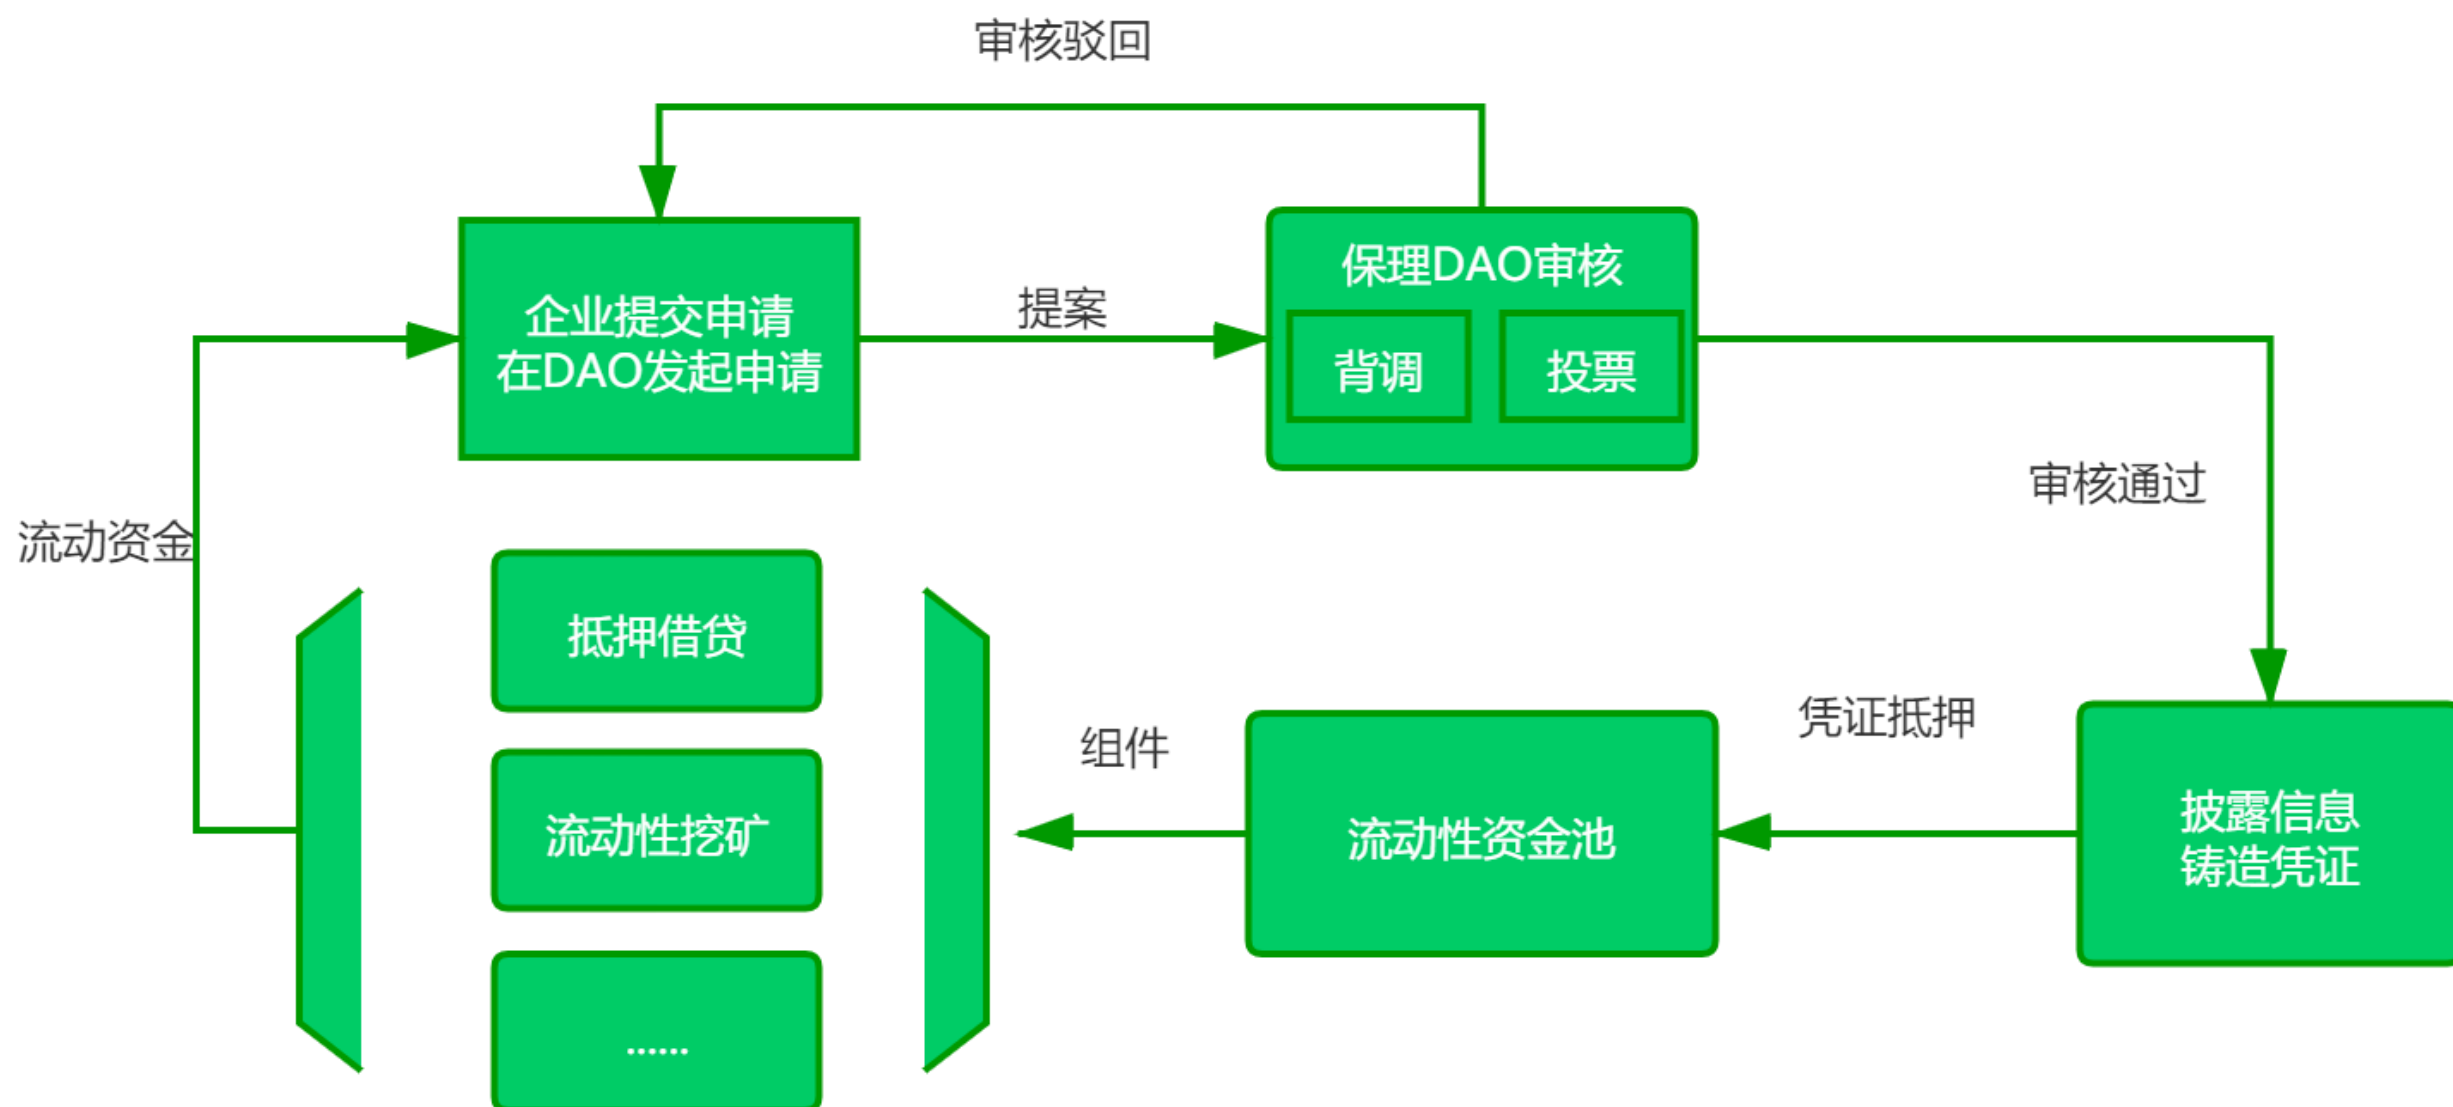 审核驳回
企业提交申请
在DAO发起申请
提案
保理DAO审核
背调
投票
审核通过
流动资金
抵押借贷
流动性挖矿
......
组件
流动性资金池
凭证抵押
披露信息
铸造凭证